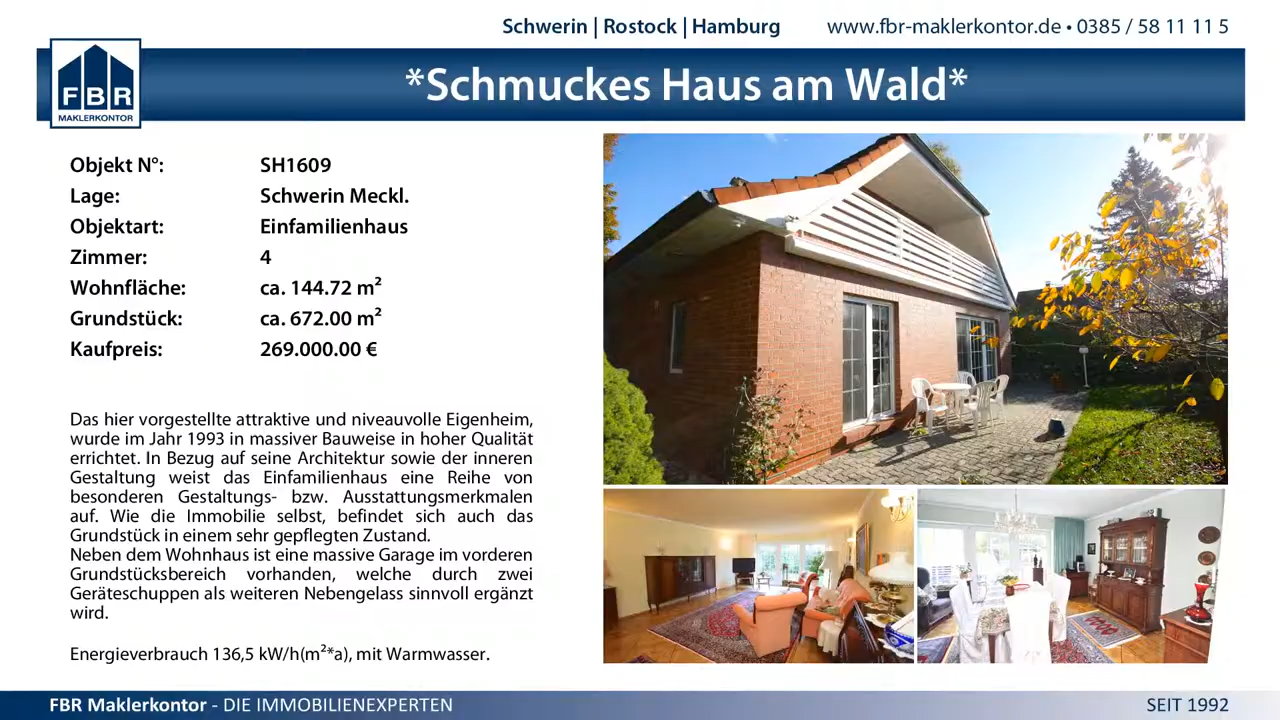 Schwerin | Rostock | Hamburg www.fbr-maklerkontor.de • 0385 / 58 11 11 5
FBR
MAKLERKONTOR
*Schmuckes Haus am Wald*
Objekt N°: SH1609
Lage: Schwerin Meckl.
Objektart: Einfamilienhaus
Zimmer: 4
Wohnfläche: ca. 144.72 m²
Grundstück: ca. 672.00 m²
Kaufpreis: 269.000.00 €
Das hier vorgestellte attraktive und niveauvolle Eigenheim,
wurde im Jahr 1993 in massiver Bauweise in hoher Qualität
errichtet. In Bezug auf seine Architektur sowie der inneren
Gestaltung weist das Einfamilienhaus eine Reihe von
besonderen Gestaltungs- bzw. Ausstattungsmerkmalen
auf. Wie die Immobilie selbst, befindet sich auch das
Grundstück in einem sehr gepflegten Zustand.
Neben dem Wohnhaus ist eine massive Garage im vorderen
Grundstücksbereich vorhanden, welche durch zwei
Geräteschuppen als weiteren Nebengelass sinnvoll ergänzt
wird.
Energieverbrauch 136,5 kW/h(m²*a), mit Warmwasser.
FBR Maklerkontor - DIE IMMOBILIENEXPERTEN SEIT 1992